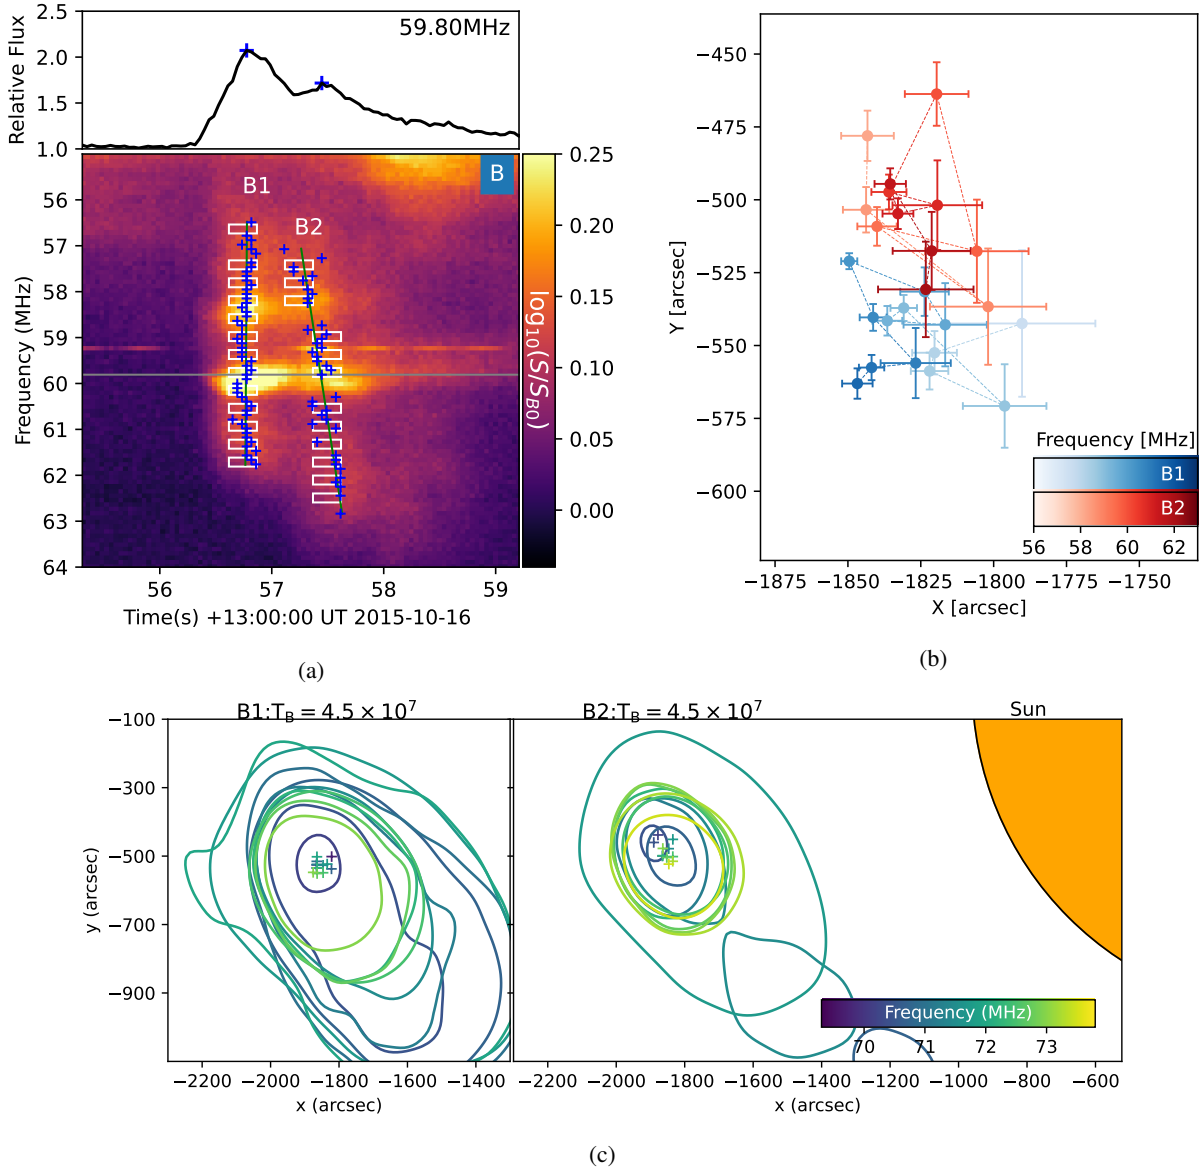 59.80MHz
Relative Flux
2.5
2.0
1.5
1.0
B
B1
B2
Frequency (MHz)
56
57
58
59
60
61
62
63
64
56
57
58
59
Time(s) +13:00:00 UT 2015-10-16
0.25
0.20
0.15
0.10
0.05
0.00
log10(S/SB0)
(a)
Y [arcsec]
−450
−475
−500
−525
−550
−575
−600
Frequency [MHz]
B1
B2
56 58 60 62
−1875 −1850 −1825 −1800 −1775 −1750
X [arcsec]
(b)
B1:TB = 4.5 × 10⁷
B2:TB = 4.5 × 10⁷
Sun
y (arcsec)
−100
−300
−500
−700
−900
Frequency (MHz)
70 71 72 73
−2200 −2000 −1800 −1600 −1400
−2200 −2000 −1800 −1600 −1400 −1200 −1000 −800 −600
x (arcsec)
x (arcsec)
(c)